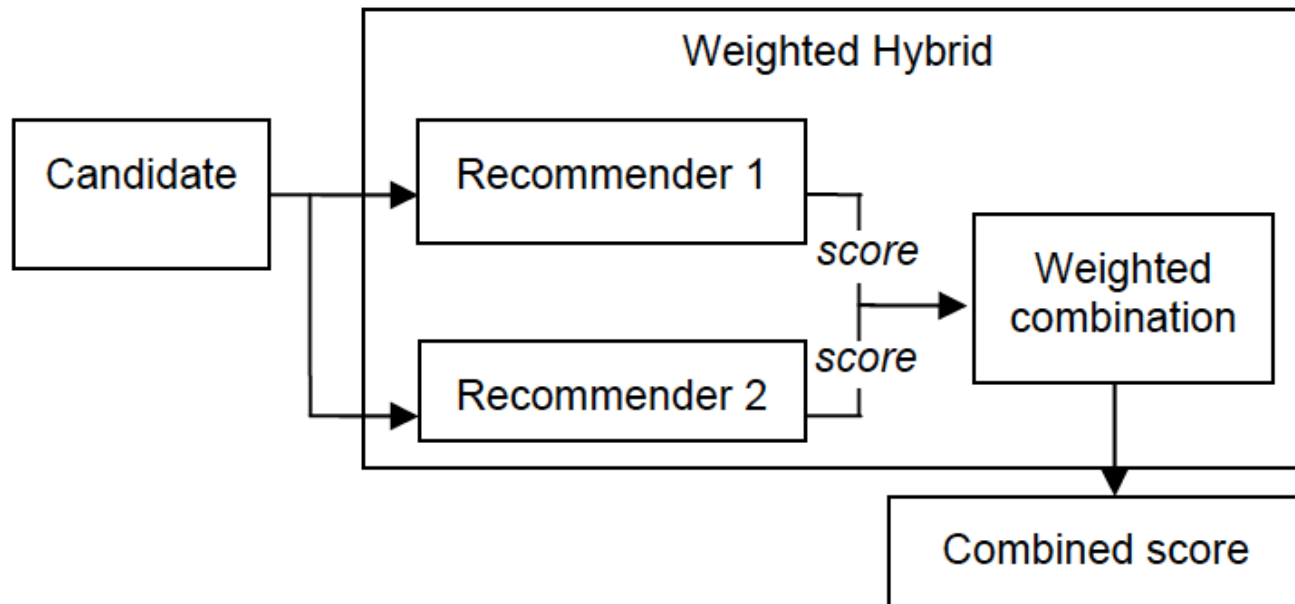 Weighted Hybrid
Candidate
Recommender 1
score
Weighted
combination
score
Recommender 2
Combined score